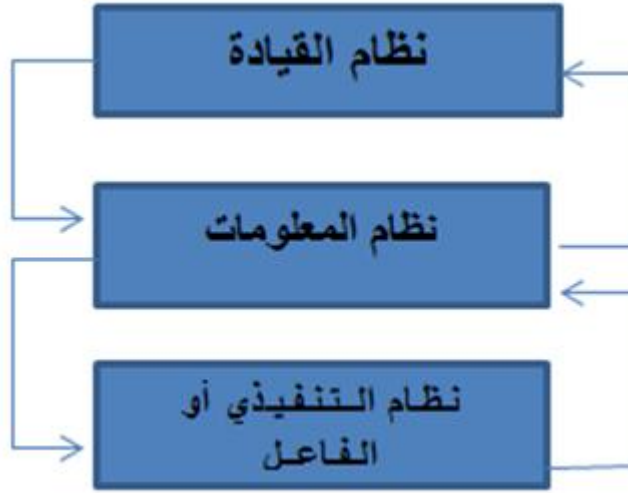 نظام القيادة
نظام المعلومات
نظام التنفيذي أو
الفاعل